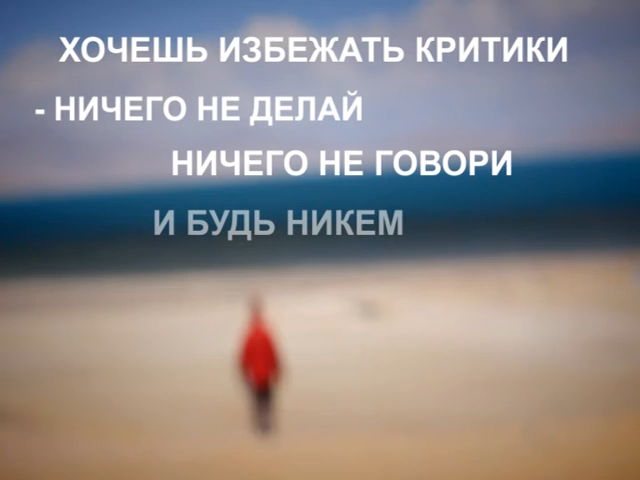 ХОЧЕШЬ ИЗБЕЖАТЬ КРИТИКИ
- НИЧЕГО НЕ ДЕЛАЙ
НИЧЕГО НЕ ГОВОРИ
И БУДЬ НИКЕМ